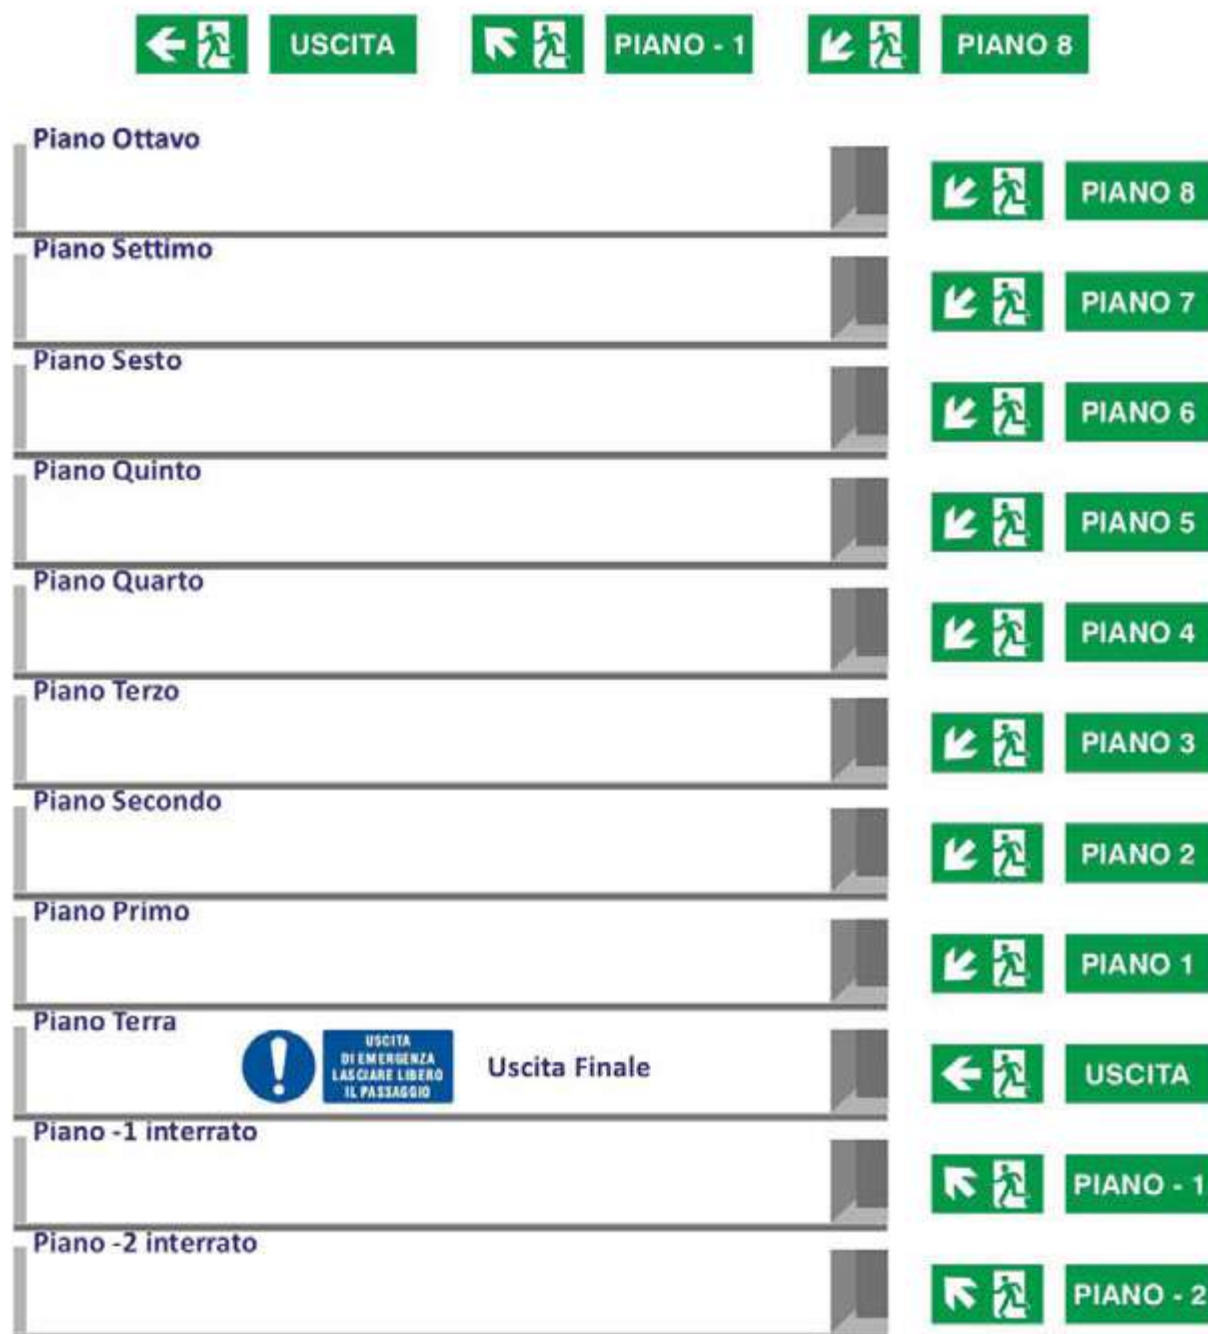 USCITA
PIANO - 1
PIANO 8
Piano Ottavo
PIANO 8
Piano Settimo
PIANO 7
Piano Sesto
PIANO 6
Piano Quinto
PIANO 5
Piano Quarto
PIANO 4
Piano Terzo
PIANO 3
Piano Secondo
PIANO 2
Piano Primo
PIANO 1
Piano Terra
USCITA
DI EMERGENZA
LASCIARE LIBERO
IL PASSAGGIO
Uscita Finale
USCITA
Piano -1 interrato
PIANO - 1
Piano -2 interrato
PIANO - 2